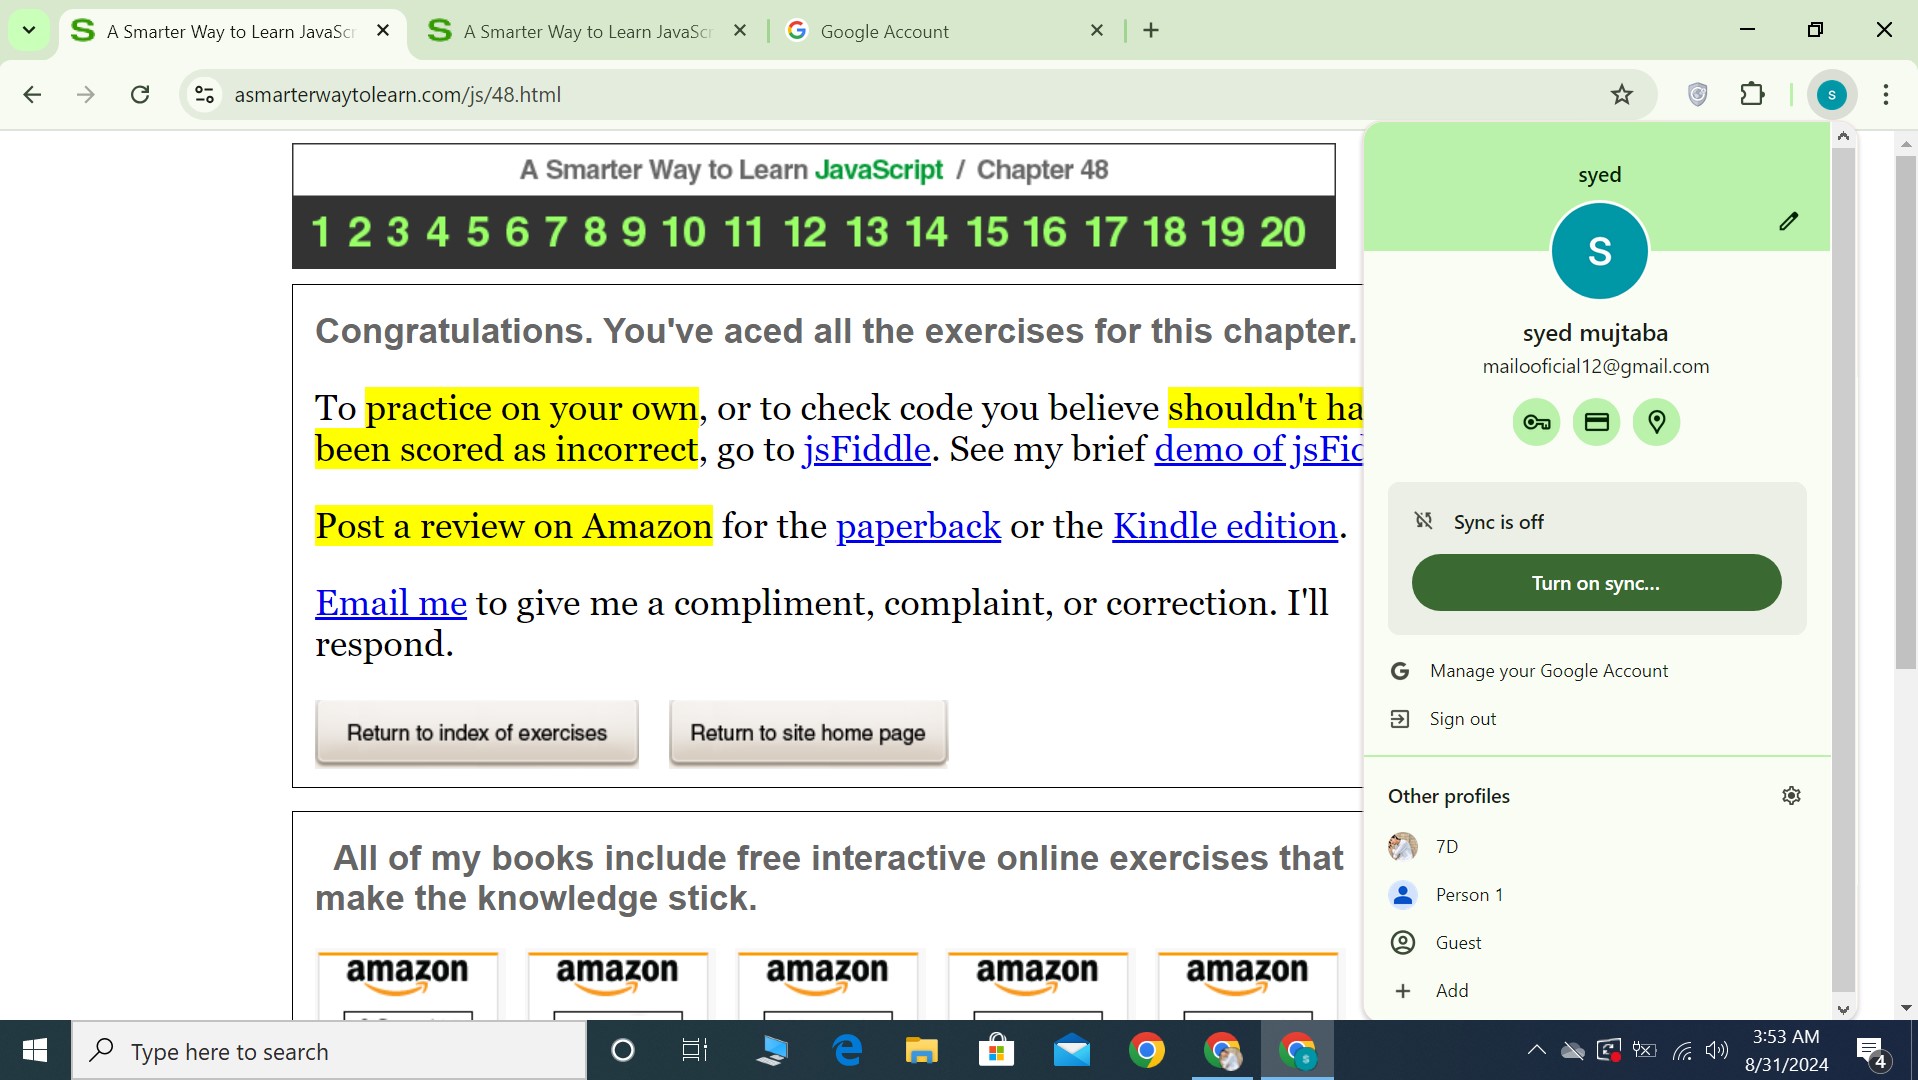 A Smarter Way to Learn JavaScr
A Smarter Way to Learn JavaScr
Google Account
asmarterwaytolearn.com/js/48.html
s
A Smarter Way to Learn JavaScript / Chapter 48
1 2 3 4 5 6 7 8 9 10 11 12 13 14 15 16 17 18 19 20
Congratulations. You've aced all the exercises for this chapter.
To practice on your own, or to check code you believe shouldn't ha
been scored as incorrect, go to jsFiddle. See my brief demo of jsFid
Post a review on Amazon for the paperback or the Kindle edition.
Email me to give me a compliment, complaint, or correction. I'll
respond.
Return to index of exercises
Return to site home page
All of my books include free interactive online exercises that
make the knowledge stick.
amazon
amazon
amazon
amazon
amazon
syed
S
syed mujtaba
mailooficial12@gmail.com
Sync is off
Turn on sync...
Manage your Google Account
Sign out
Other profiles
7D
Person 1
Guest
Add
Type here to search
3:53 AM
8/31/2024
4